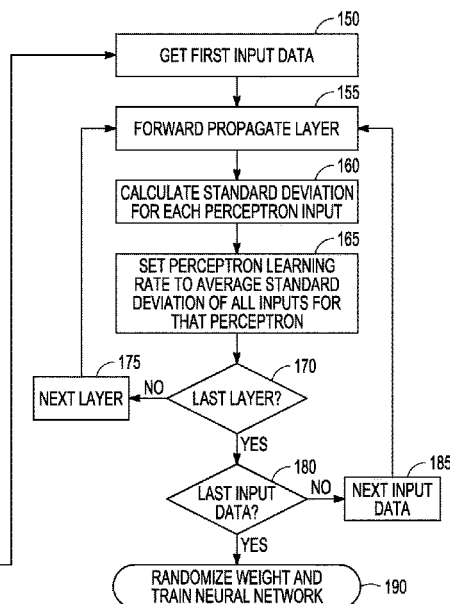 150
GET FIRST INPUT DATA
155
FORWARD PROPAGATE LAYER
160
CALCULATE STANDARD DEVIATION
FOR EACH PERCEPTRON INPUT
165
SET PERCEPTRON LEARNING
RATE TO AVERAGE STANDARD
DEVIATION OF ALL INPUTS FOR
THAT PERCEPTRON
175
NEXT LAYER
NO
170
LAST LAYER?
YES
180
LAST INPUT
DATA?
NO
185
NEXT INPUT
DATA
YES
RANDOMIZE WEIGHT AND
TRAIN NEURAL NETWORK
190